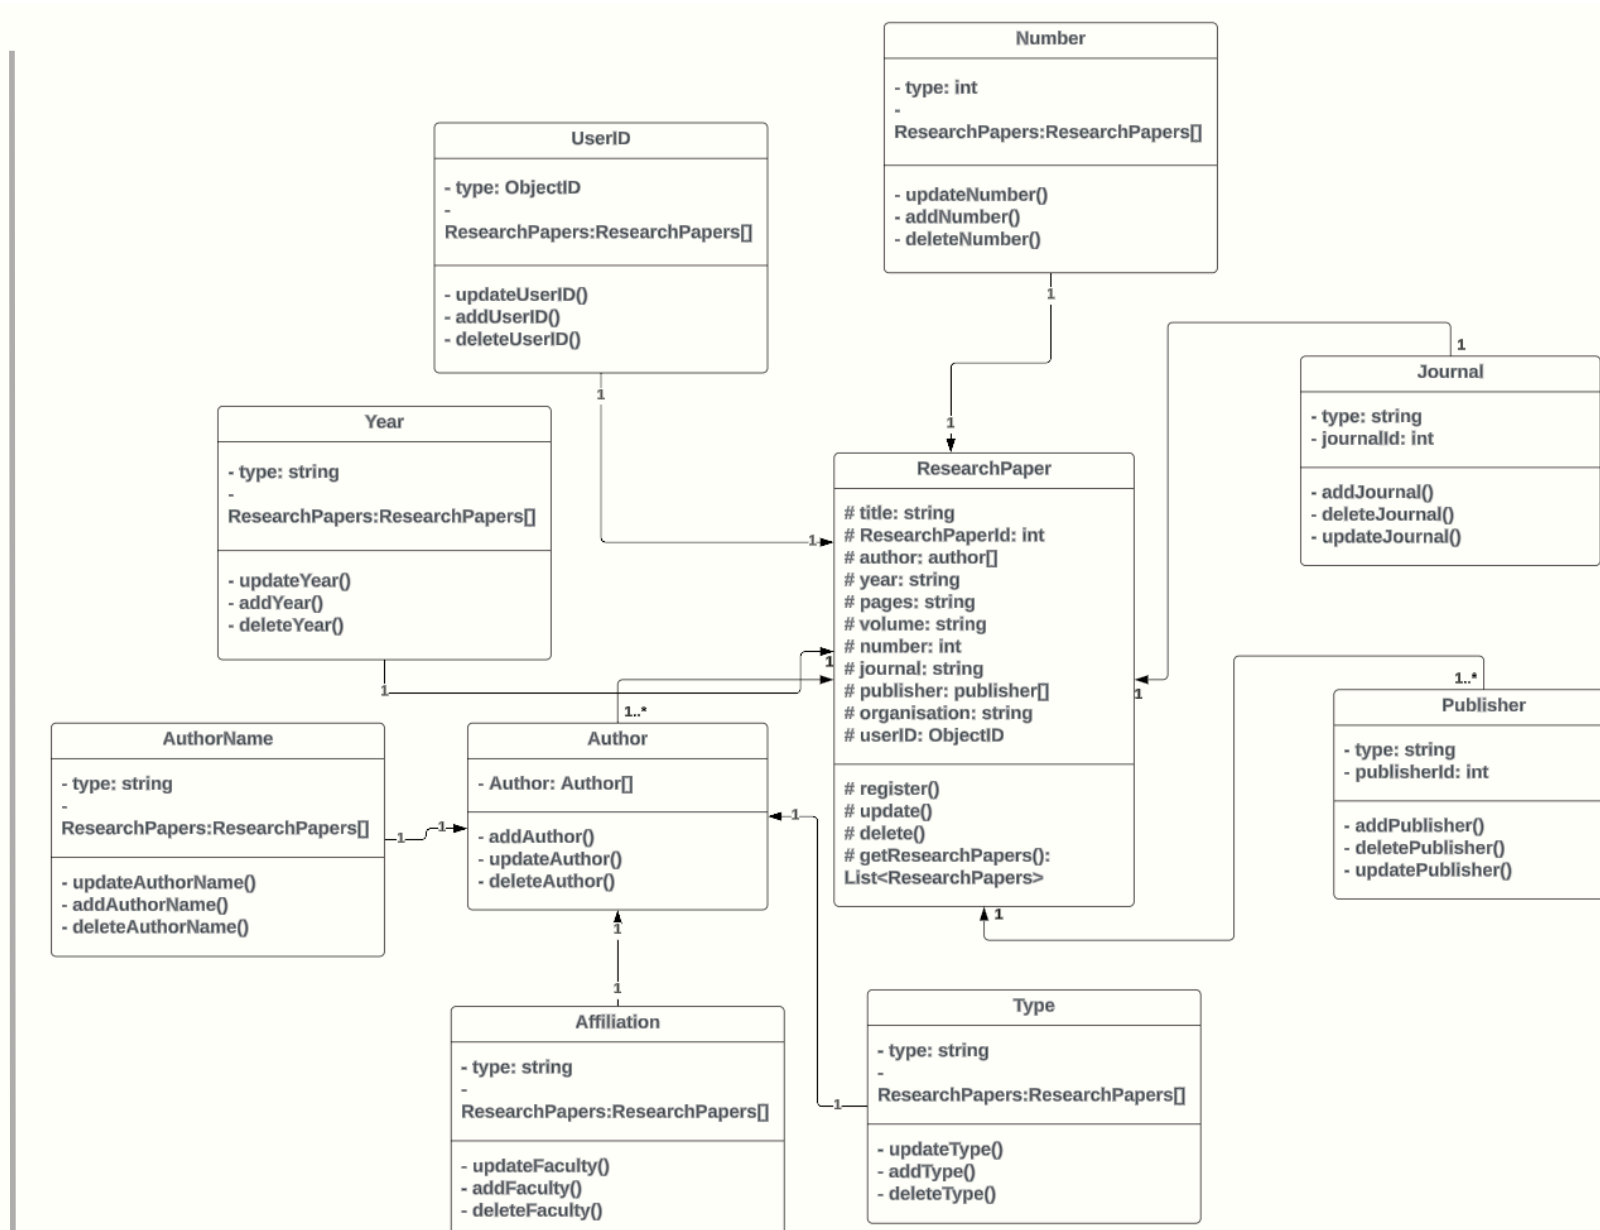 Number
- type: int
-
ResearchPapers:ResearchPapers[]
- updateNumber()
- addNumber()
- deleteNumber()
1
1
UserID
- type: ObjectID
-
ResearchPapers:ResearchPapers[]
- updateUserID()
- addUserID()
- deleteUserID()
1
1
Journal
- type: string
- journalId: int
- addJournal()
- deleteJournal()
- updateJournal()
1
1
Year
- type: string
-
ResearchPapers:ResearchPapers[]
- updateYear()
- addYear()
- deleteYear()
1
1
ResearchPaper
# title: string
# ResearchPaperId: int
# author: author[]
# year: string
# pages: string
# volume: string
# number: int
# journal: string
# publisher: publisher[]
# organisation: string
# userID: ObjectID
# register()
# update()
# delete()
# getResearchPapers():
List<ResearchPapers>
1..*
Publisher
- type: string
- publisherId: int
- addPublisher()
- deletePublisher()
- updatePublisher()
1
AuthorName
- type: string
-
ResearchPapers:ResearchPapers[]
- updateAuthorName()
- addAuthorName()
- deleteAuthorName()
1
1
1..*
Author
- Author: Author[]
- addAuthor()
- updateAuthor()
- deleteAuthor()
1
1
1
Affiliation
- type: string
-
ResearchPapers:ResearchPapers[]
- updateFaculty()
- addFaculty()
- deleteFaculty()
1
Type
- type: string
-
ResearchPapers:ResearchPapers[]
- updateType()
- addType()
- deleteType()